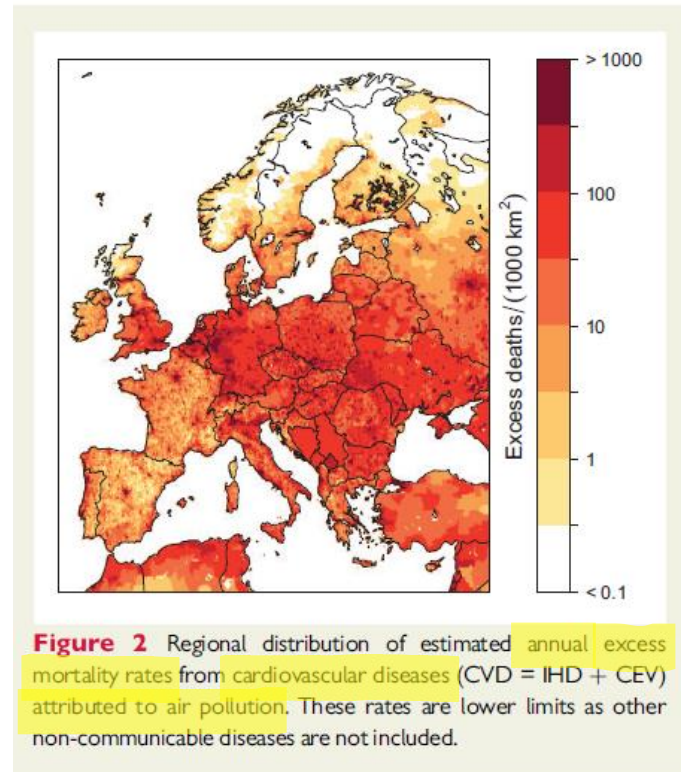 > 1000
100
10
1
< 0.1
Excess deaths/(1000 km²)
Figure 2 Regional distribution of estimated annual excess
mortality rates from cardiovascular diseases (CVD = IHD + CEV)
attributed to air pollution. These rates are lower limits as other
non-communicable diseases are not included.